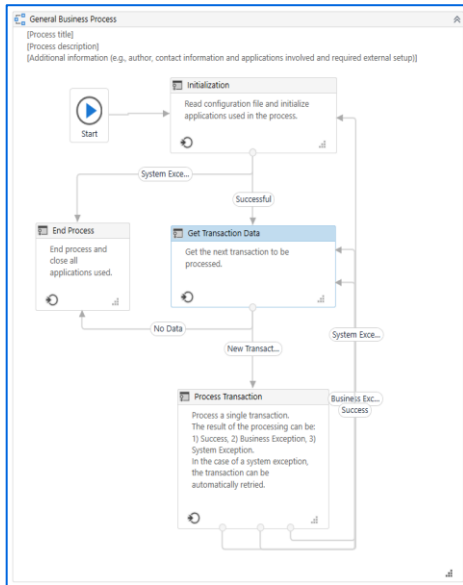 General Business Process
[Process title]
[Process description]
[Additional information (e.g., author, contact information and applications involved and required external setup)]
Initialization
Read configuration file and initialize
applications used in the process.
Start
System Exce...
Successful
End Process
End process and
close all
applications used.
Get Transaction Data
Get the next transaction to be
processed.
No Data
System Exce...
New Transact...
Process Transaction
Process a single transaction.
The result of the processing can be:
1) Success, 2) Business Exception, 3)
System Exception.
In the case of a system exception,
the transaction can be
automatically retried.
Business Exc...
Success